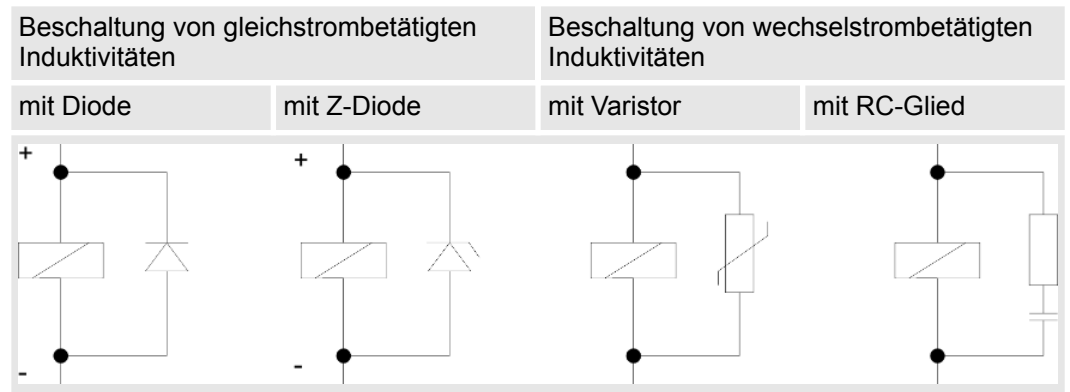 Beschaltung von gleichstrombetätigten
Induktivitäten
Beschaltung von wechselstrombetätigten
Induktivitäten
mit Diode
mit Z-Diode
mit Varistor
mit RC-Glied
+
+
-
-